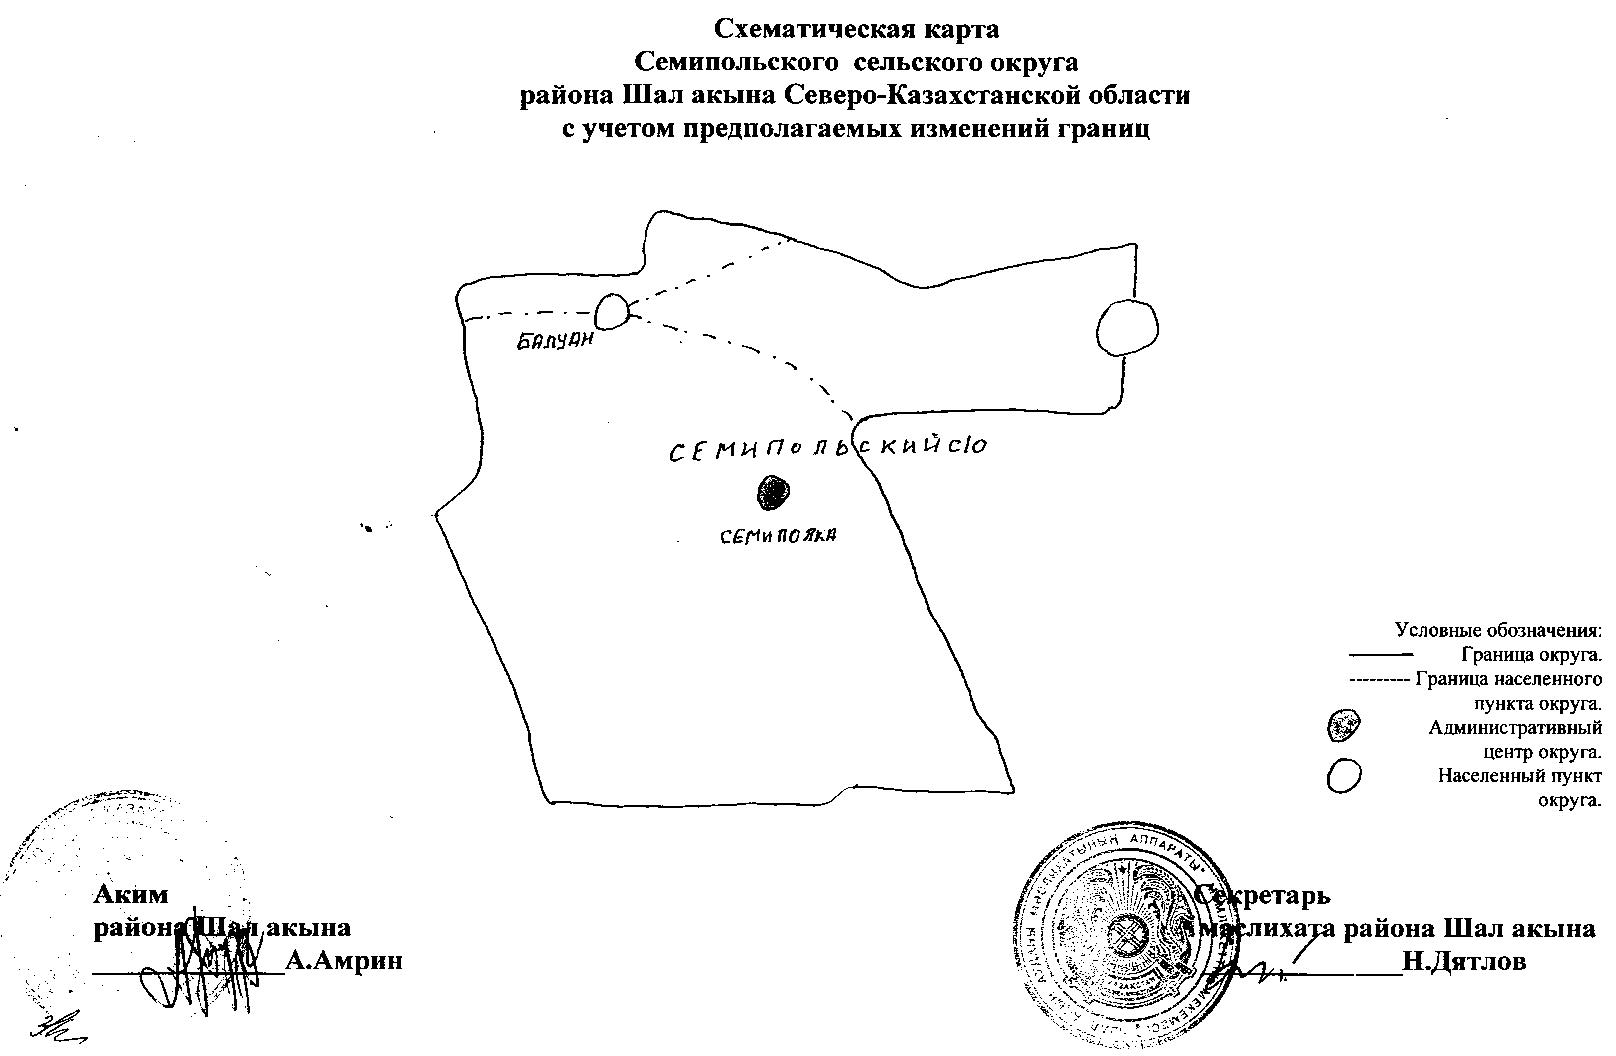 Схематическая карта
Семипольского сельского округа
района Шал акына Северо-Казахстанской области
с учетом предполагаемых изменений границ
БАЛУАН
СЕМИПОЛЬСКИЙ С/О
СЕМИПОЛКА
Условные обозначения:
Граница округа.
Граница населенного
пункта округа.
Административный
центр округа.
Населенный пункт
округа.
Аким
района Шал акына
А.Амрин
Секретарь
маслихата района Шал акына
Н.Дятлов
МӘСЛИХАТЫНЫҢ АППАРАТЫ